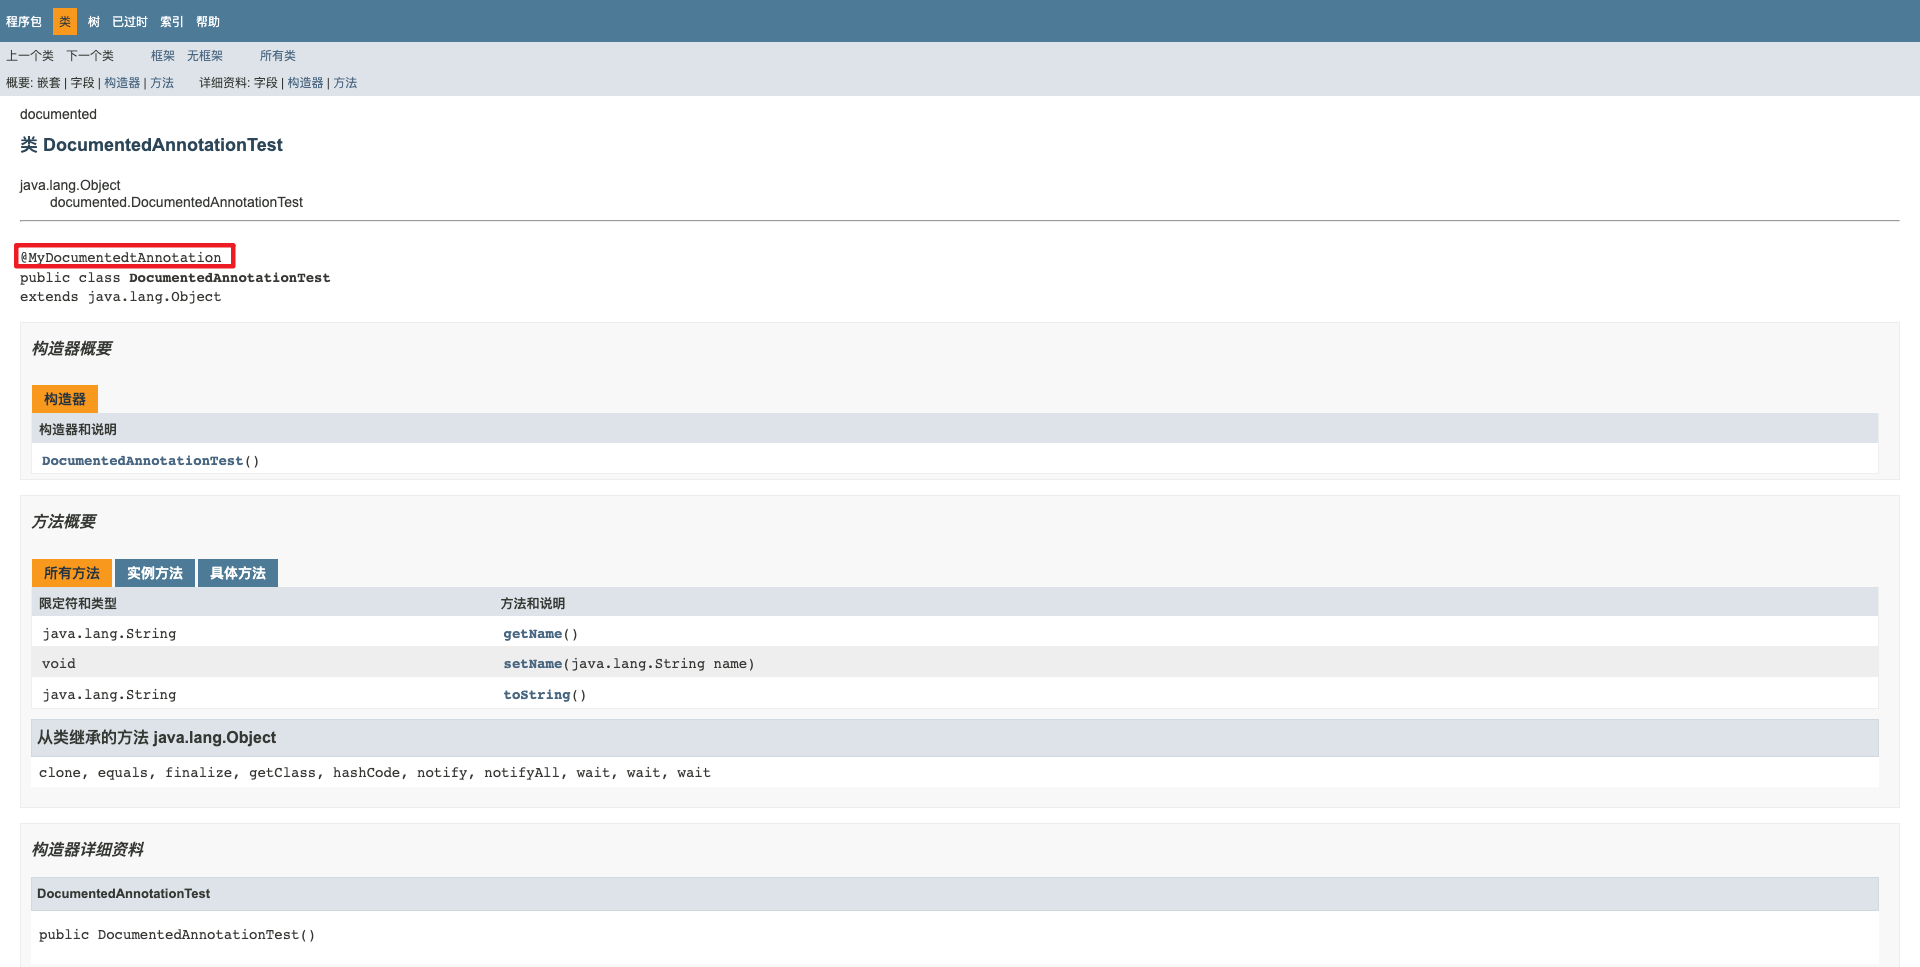 程序包 类 树 已过时 索引 帮助
上一个类 下一个类 框架 无框架 所有类
概要: 嵌套 | 字段 | 构造器 | 方法 详细资料: 字段 | 构造器 | 方法
documented
类 DocumentedAnnotationTest
java.lang.Object
documented.DocumentedAnnotationTest
@MyDocumentedtAnnotation
public class DocumentedAnnotationTest
extends java.lang.Object
构造器概要
构造器
构造器和说明
DocumentedAnnotationTest()
方法概要
所有方法 实例方法 具体方法
限定符和类型 方法和说明
java.lang.String getName()
void setName(java.lang.String name)
java.lang.String toString()
从类继承的方法 java.lang.Object
clone, equals, finalize, getClass, hashCode, notify, notifyAll, wait, wait, wait
构造器详细资料
DocumentedAnnotationTest
public DocumentedAnnotationTest()